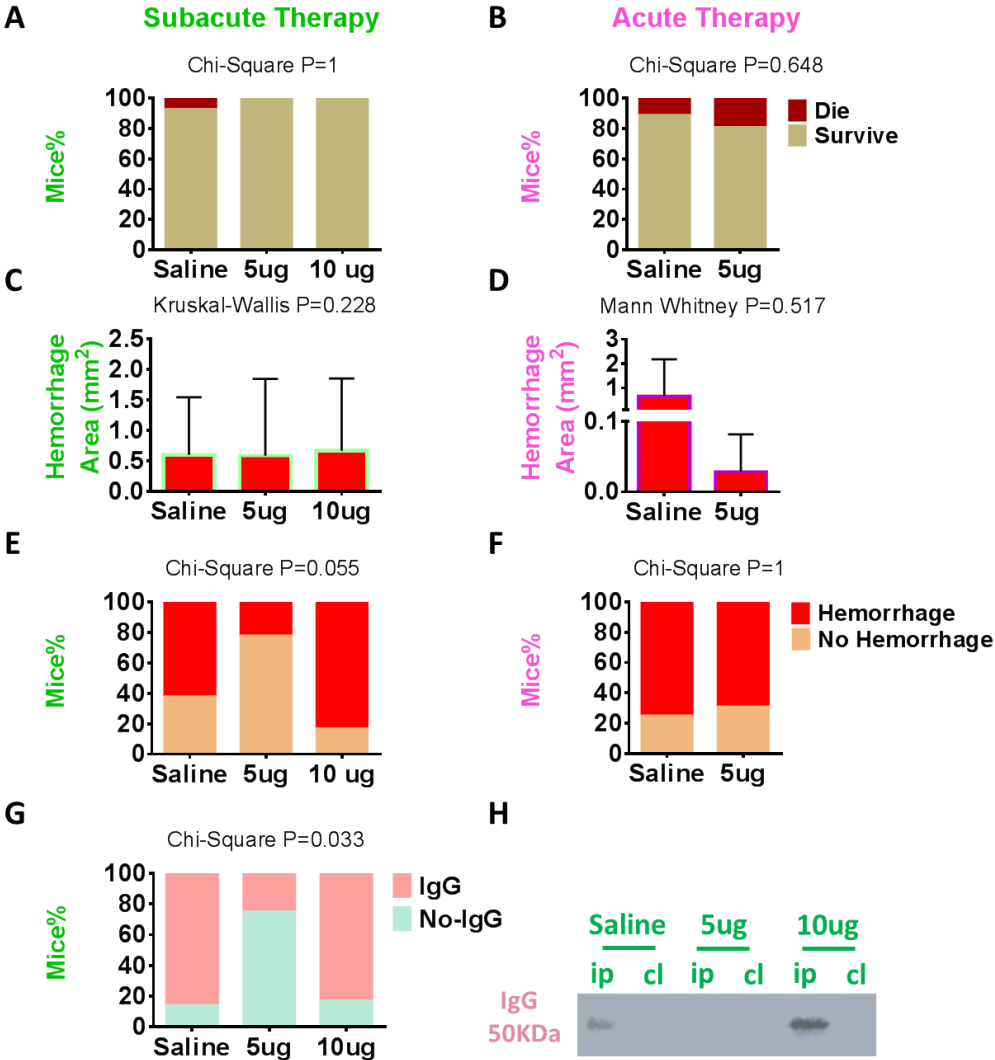 A
Subacute Therapy
B
Acute Therapy
Chi-Square P=1
Chi-Square P=0.648
Mice%
100
80
60
40
20
0
Saline 5ug 10 ug
Mice%
100
80
60
40
20
0
Saline 5ug
Die
Survive
C
Kruskal-Wallis P=0.228
Hemorrhage
Area (mm2)
2.5
2.0
1.5
1.0
0.5
0.0
Saline 5ug 10ug
D
Mann Whitney P=0.517
Hemorrhage
Area (mm2)
3
2
1
0.1
0.0
Saline 5ug
E
Chi-Square P=0.055
Mice%
100
80
60
40
20
0
Saline 5ug 10 ug
F
Chi-Square P=1
Mice%
100
80
60
40
20
0
Saline 5ug
Hemorrhage
No Hemorrhage
G
Chi-Square P=0.033
Mice%
100
80
60
40
20
0
Saline 5ug 10ug
IgG
No-IgG
H
Saline 5ug 10ug
ip cl ip cl ip cl
IgG
50KDa